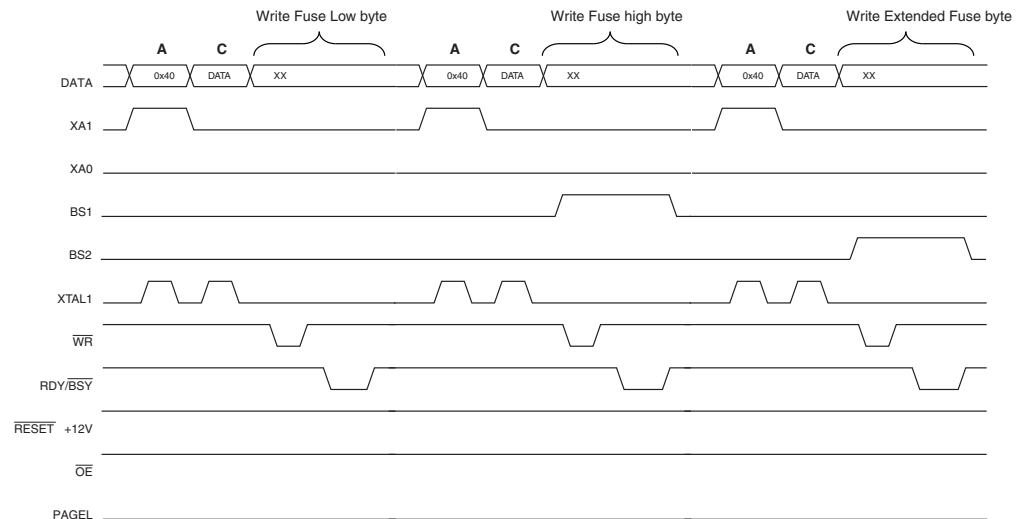 Write Fuse Low byte Write Fuse high byte Write Extended Fuse byte
A C A C A C
DATA 0x40 DATA XX 0x40 DATA XX 0x40 DATA XX
XA1
XA0
BS1
BS2
XTAL1
WR
RDY/BSY
RESET +12V
OE
PAGEL